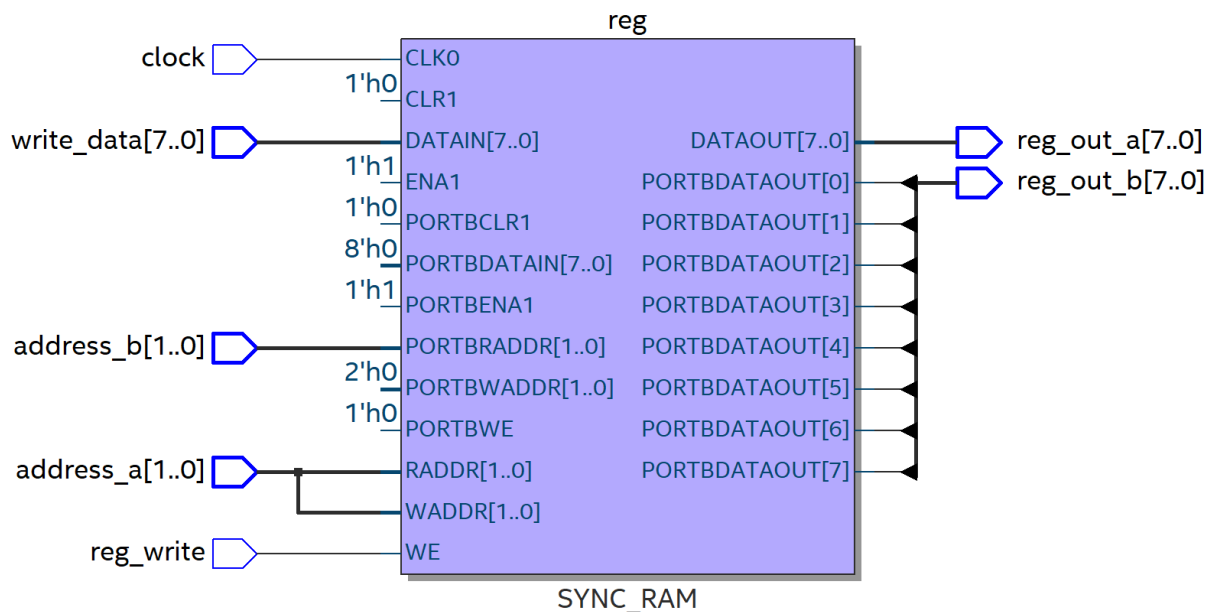 reg
clock
CLK0
1'h0
CLR1
write_data[7..0]
DATAIN[7..0]
DATAOUT[7..0]
reg_out_a[7..0]
1'h1
ENA1
PORTBDATAOUT[0]
reg_out_b[7..0]
1'h0
PORTBCLR1
PORTBDATAOUT[1]
8'h0
PORTBDATAIN[7..0]
PORTBDATAOUT[2]
1'h1
PORTBENA1
PORTBDATAOUT[3]
address_b[1..0]
PORTBRADDR[1..0]
PORTBDATAOUT[4]
2'h0
PORTBWADDR[1..0]
PORTBDATAOUT[5]
1'h0
PORTBWE
PORTBDATAOUT[6]
address_a[1..0]
RADDR[1..0]
PORTBDATAOUT[7]
WADDR[1..0]
reg_write
WE
SYNC_RAM